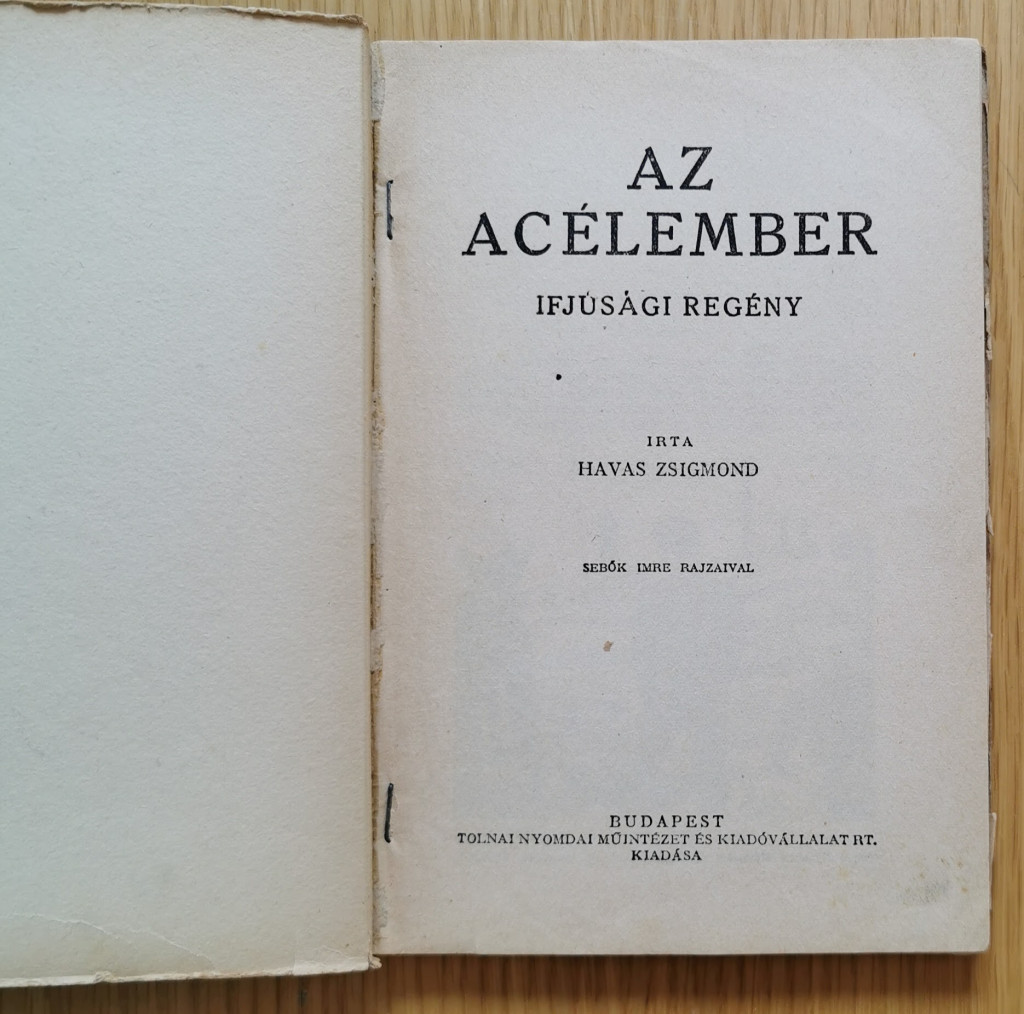 AZ
ACÉLEMBER
IFJÚSÁGI REGÉNY
IRTA
HAVAS ZSIGMOND
SEBŐK IMRE RAJZAIVAL
BUDAPEST
TOLNAI NYOMDAI MŰINTÉZET ÉS KIADÓVÁLLALAT RT.
KIADÁSA